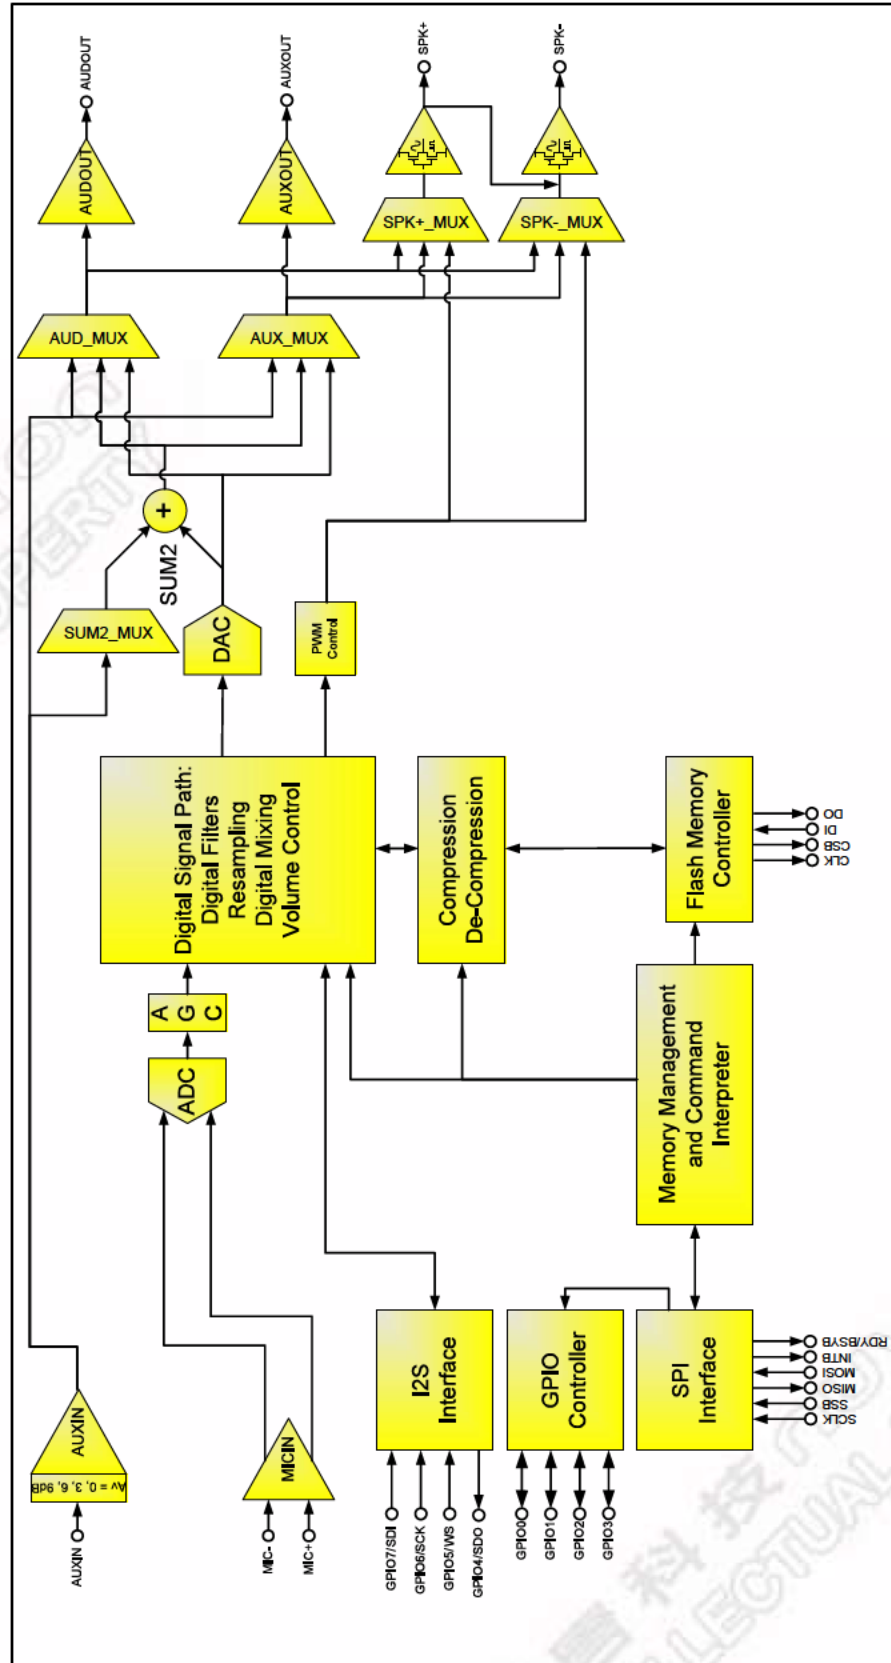 AUDOUT
AUXOUT
SPK+
SPK-
AUDOUT
AUXOUT
SPK+_MUX
SPK-_MUX
AUD_MUX
AUX_MUX
+
SUM2
SUM2_MUX
DAC
PWM
Control
Digital Signal Path:
Digital Filters
Resampling
Digital Mixing
Volume Control
Compression
De-Compression
Flash Memory
Controller
DO
DI
CSB
CLK
A
G
C
ADC
Memory Management
and Command
Interpreter
AUXIN
Av = 0, 3, 6, 9dB
AUXIN
MICIN
MIC-
MIC+
I2S
Interface
GPIO7/SDI
GPIO6/SCK
GPIO5/WS
GPIO4/SDO
GPIO
Controller
GPIO0
GPIO1
GPIO2
GPIO3
SPI
Interface
RDY/BSYB
INTB
MOSI
MISO
SSB
SCLK
科技